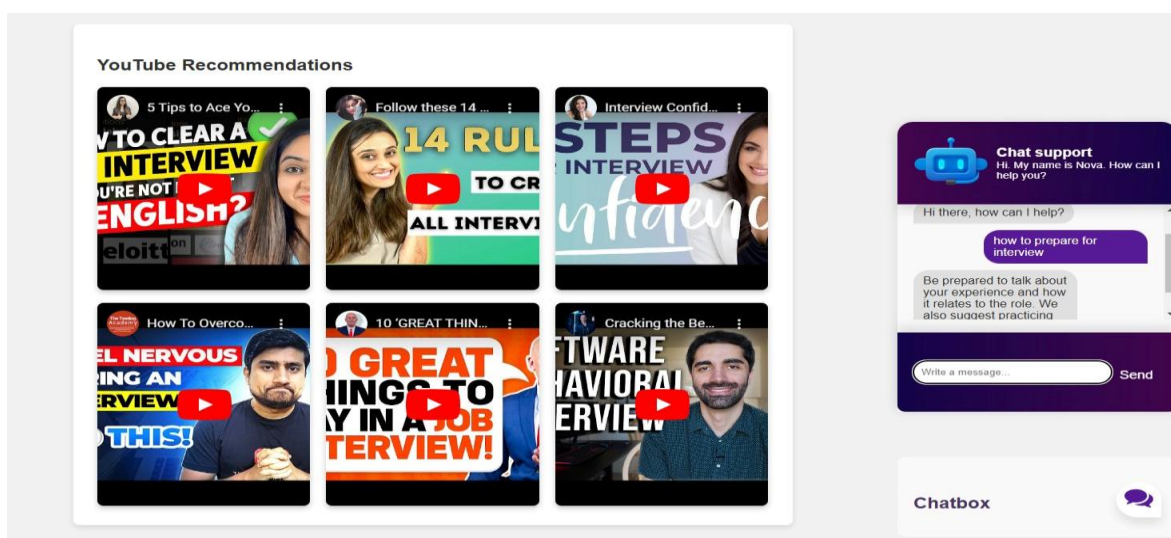 YouTube Recommendations
5 Tips to Ace Yo...
TO CLEAR A
INTERVIEW
U'RE NOT
ENGLISH?
eloitt
on
Follow these 14 ...
14 RUL
TO CR
ALL INTERVI
Interview Confid...
STEPS
INTERVIEW
nfidenc
How To Overco...
EL NERVOUS
RING AN
ERVIEW
THIS!
10 'GREAT THIN...
0 GREAT
HINGS TO
Y IN A JOB
TERVIEW!
Cracking the Be...
FTWARE
HAVIORAL
ERVIEW
Chat support
Hi. My name is Nova. How can I
help you?
Hi there, how can I help?
how to prepare for
interview
Be prepared to talk about
your experience and how
it relates to the role. We
also suggest practicing
Write a message...
Send
Chatbox